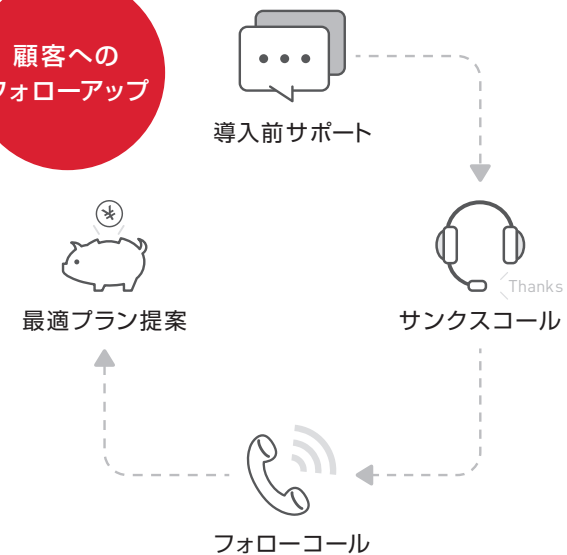 顧客への
フォローアップ
導入前サポート
Thanks
サンクスコール
最適プラン提案
フォローコール